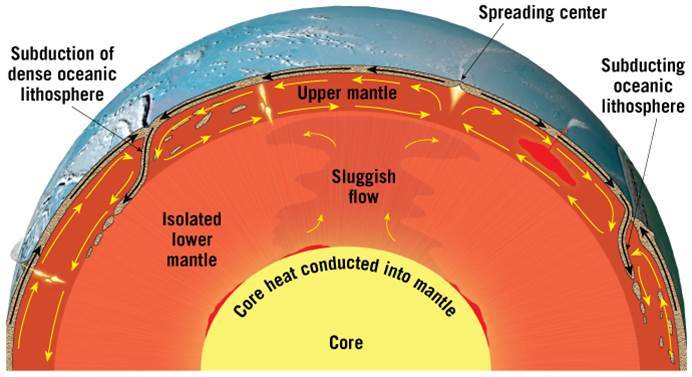 Spreading center
Subduction of
dense oceanic
lithosphere
Subducting
oceanic
lithosphere
Upper mantle
Sluggish
flow
Isolated
lower
mantle
Core heat conducted into mantle
Core